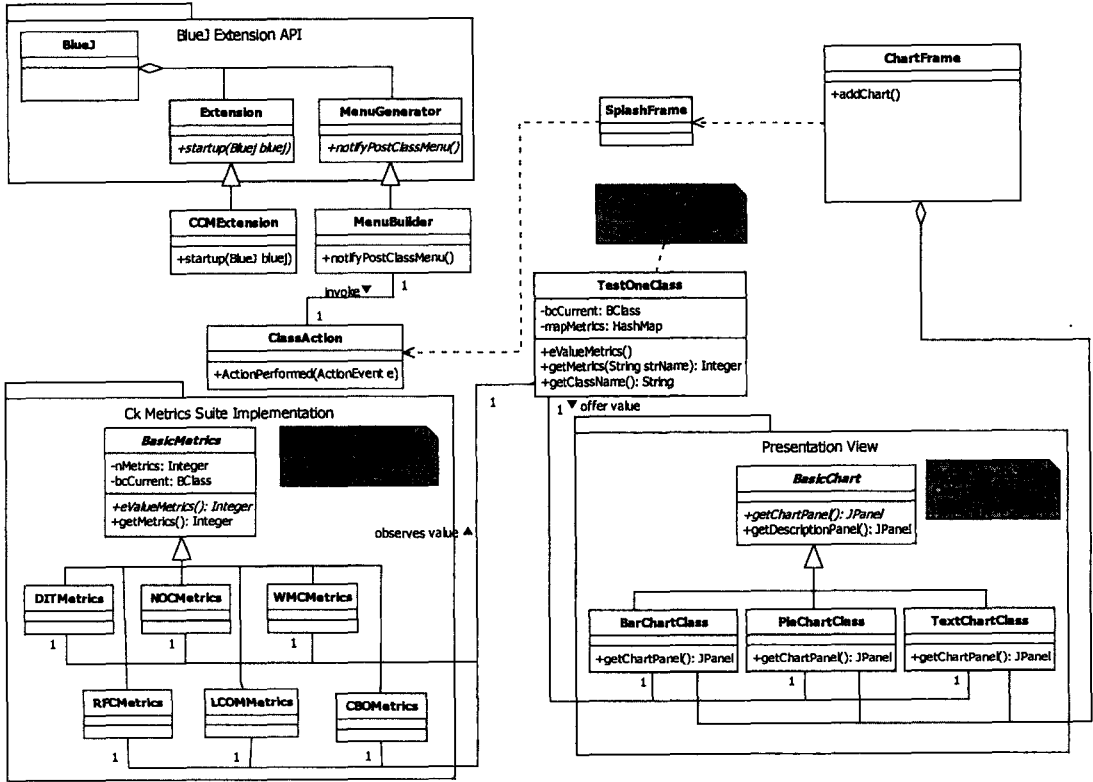 BlueJ Extension API
BlueJ
Extension
+startup(BlueJ blueJ)
MenuGenerator
+notifyPostClassMenu()
CCMExtension
+startup(BlueJ blueJ)
MenuBuilder
+notifyPostClassMenu()
invoke
1
1
ClassAction
+ActionPerformed(ActionEvent e)
SplashFrame
ChartFrame
+addChart()
TestOneClass
-bcCurrent: BClass
-mapMetrics: HashMap
+eValueMetrics()
+getMetrics(String strName): Integer
+getClassName(): String
1
1
offer value
Ck Metrics Suite Implementation
BasicMetrics
-nMetrics: Integer
-bcCurrent: BClass
+eValueMetrics(): Integer
+getMetrics(): Integer
observes value
DITMetrics
NOCMetrics
WMCMetrics
1
1
1
RFCMetrics
LCOMMetrics
CBOMetrics
1
1
1
Presentation View
BasicChart
+getChartPanel(): JPanel
+getDescriptionPanel(): JPanel
BarChartClass
+getChartPanel(): JPanel
PieChartClass
+getChartPanel(): JPanel
TextChartClass
+getChartPanel(): JPanel
1
1
1